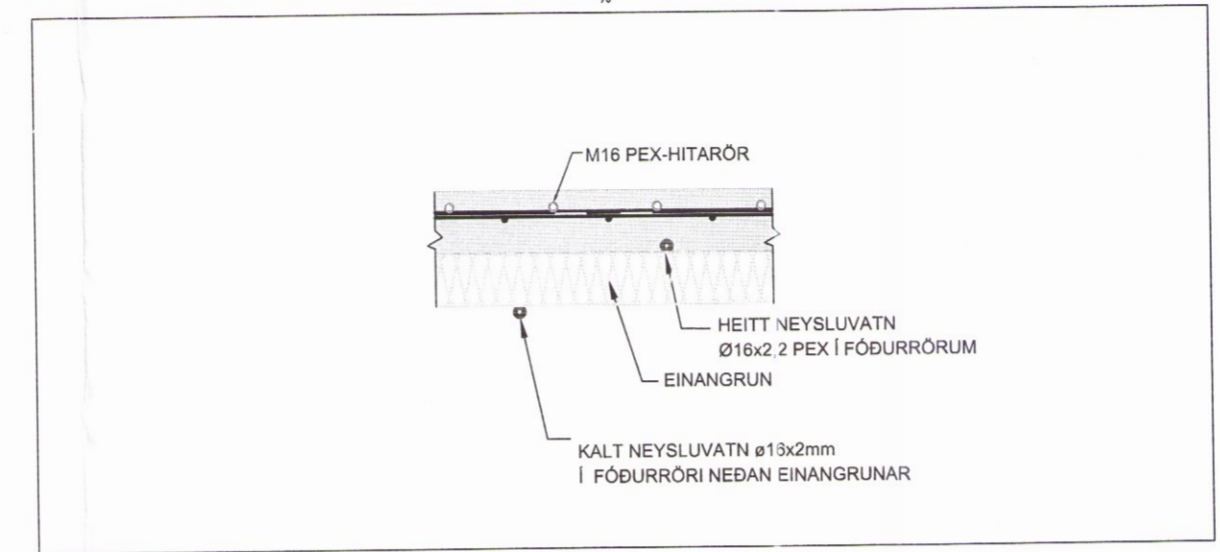 M16 PEX-HITARÖR
HEITT NEYSLUVATN
Ø16x2,2 PEX Í FÓÐURRÖRUM
EINANGRUN
KALT NEYSLUVATN ø16x2mm
Í FÓÐURRÖRI NEÐAN EINANGRUNAR